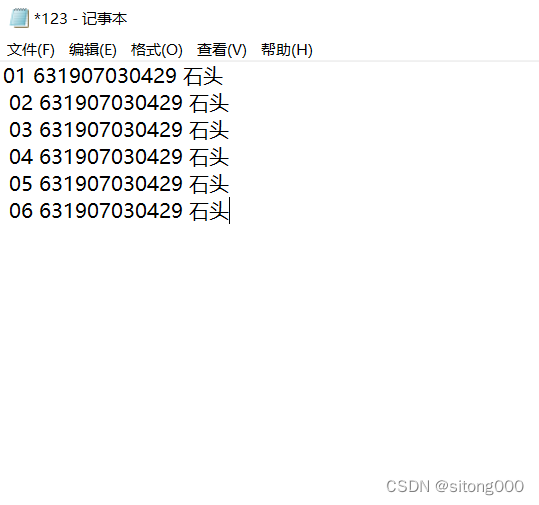 *123 - 记事本
文件(F) 编辑(E) 格式(O) 查看(V) 帮助(H)
01 631907030429 石头
02 631907030429 石头
03 631907030429 石头
04 631907030429 石头
05 631907030429 石头
06 631907030429 石头
CSDN @sitong000